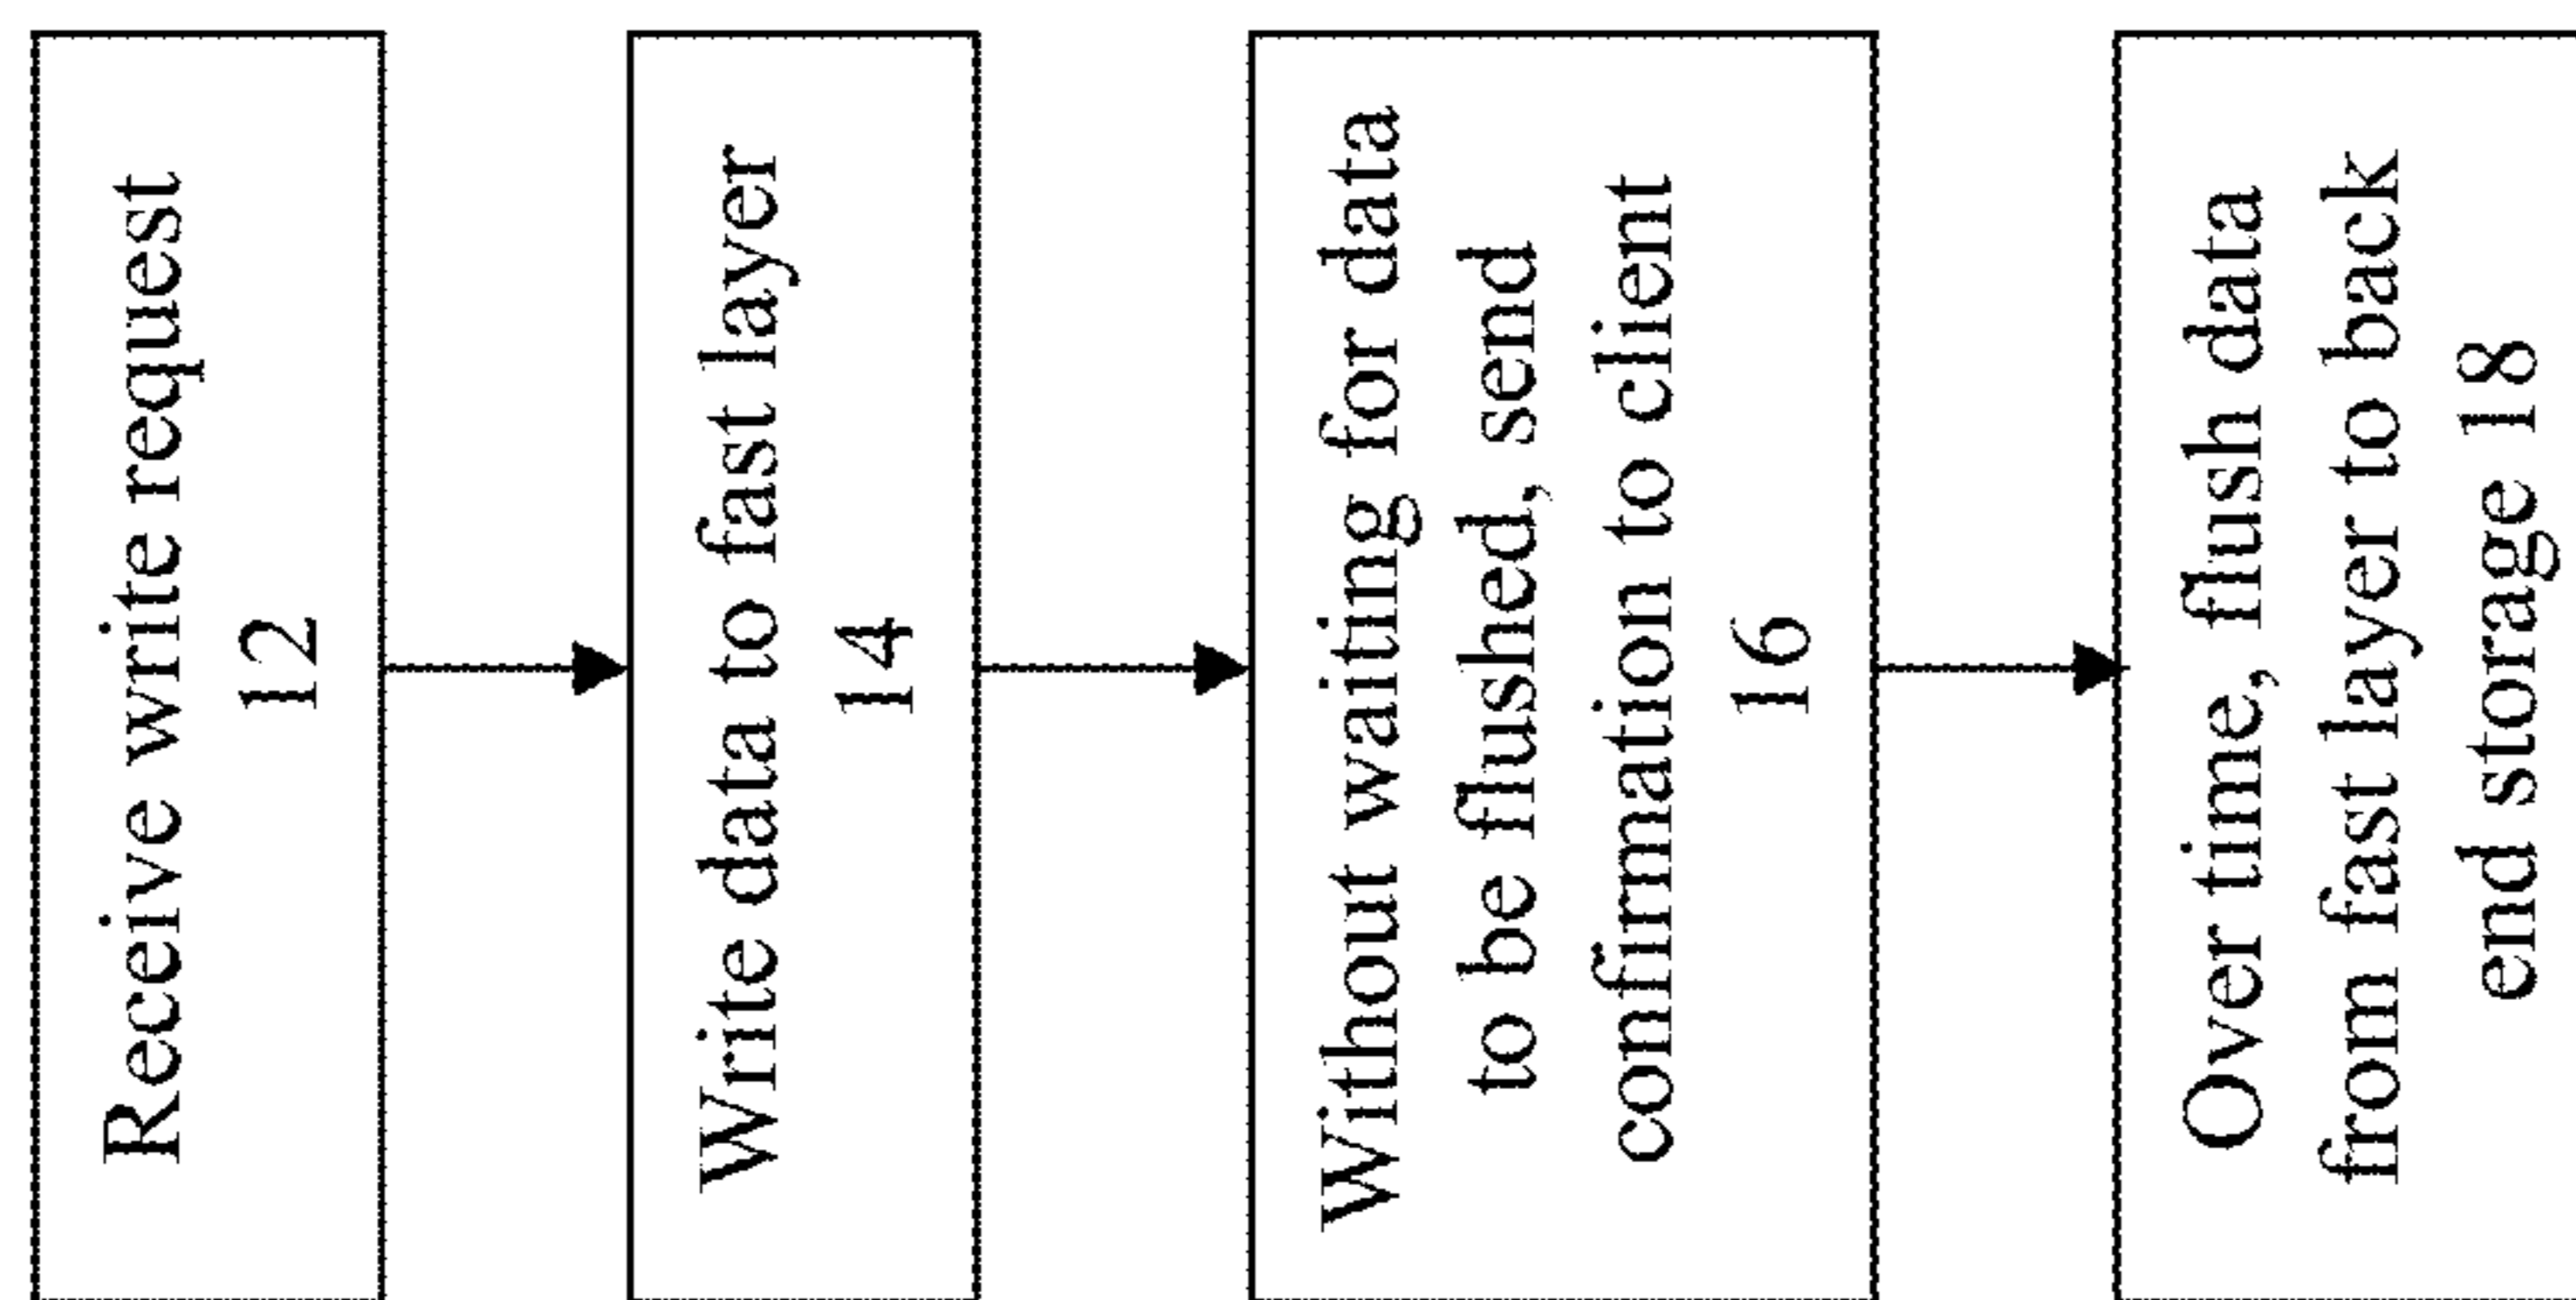 Receive write request
12
Write data to fast layer
14
Without waiting for data
to be flushed, send
confirmation to client
16
Over time, flush data
from fast layer to back
end storage 18